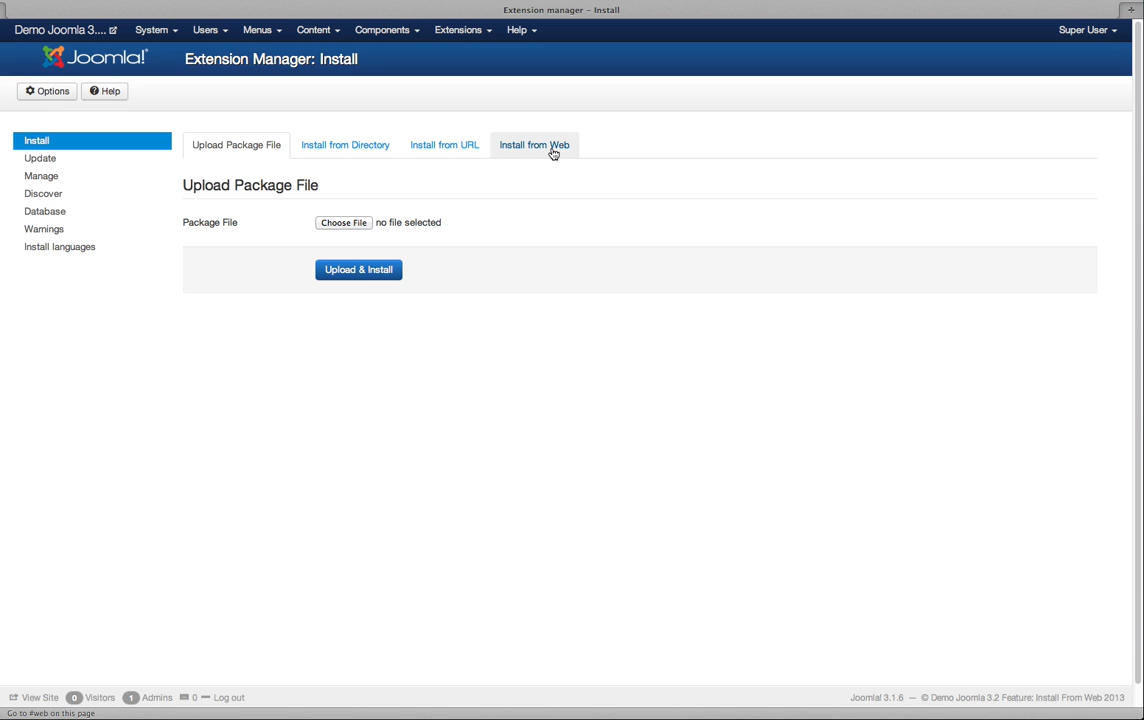 Extension manager – Install
Demo Joomla 3.... System Users Menus Content Components Extensions Help Super User
Joomla!® Extension Manager: Install
Options Help
Install
Update
Manage
Discover
Database
Warnings
Install languages
Upload Package File Install from Directory Install from URL Install from Web
Upload Package File
Package File Choose File no file selected
Upload & Install
View Site 0 Visitors 1 Admins 0 Log out Joomla! 3.1.6 — © Demo Joomla 3.2 Feature: Install From Web 2013
Go to #web on this page